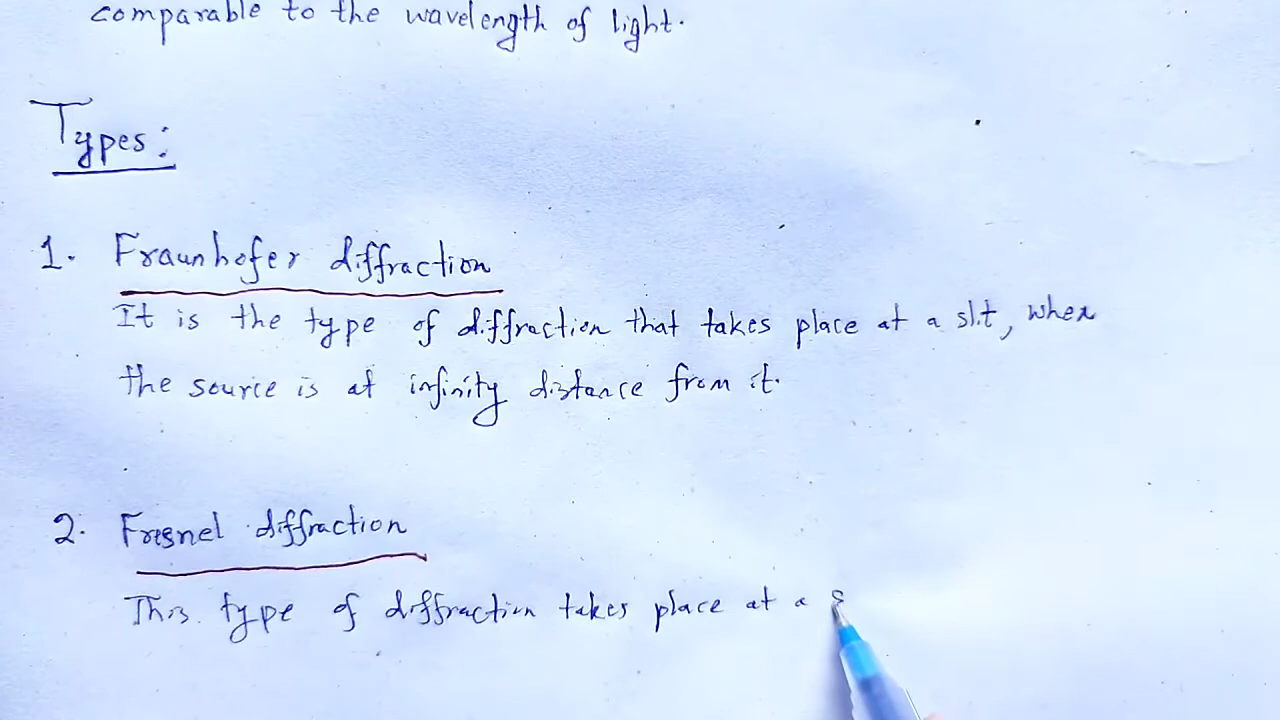 comparable to the wavelength of light.
Types:
1. Fraunhofer diffraction
It is the type of diffraction that takes place at a slit, when
the source is at infinity distance from it.
2. Fresnel diffraction
This type of diffraction takes place at a s